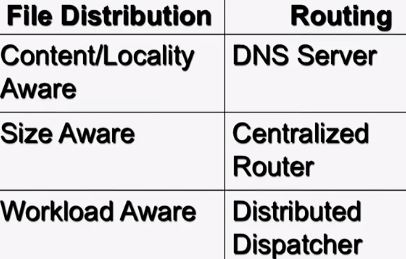 File Distribution Routing
Content/Locality Aware DNS Server
Size Aware Centralized Router
Workload Aware Distributed Dispatcher